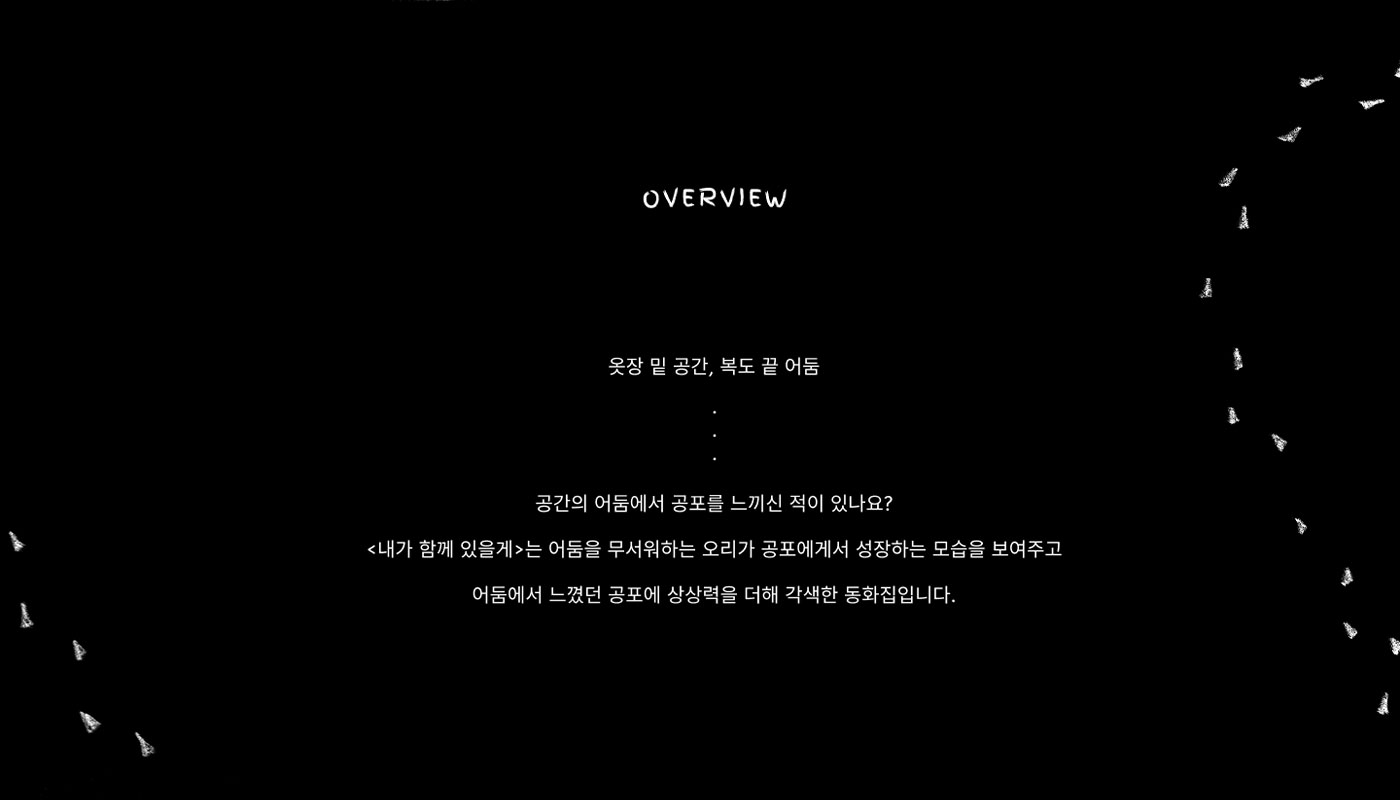 OVERVIEW
옷장 밑 공간, 복도 끝 어둠
.
.
.
공간의 어둠에서 공포를 느끼신 적이 있나요?
<내가 함께 있을게>는 어둠을 무서워하는 오리가 공포에게서 성장하는 모습을 보여주고
어둠에서 느꼈던 공포에 상상력을 더해 각색한 동화집입니다.